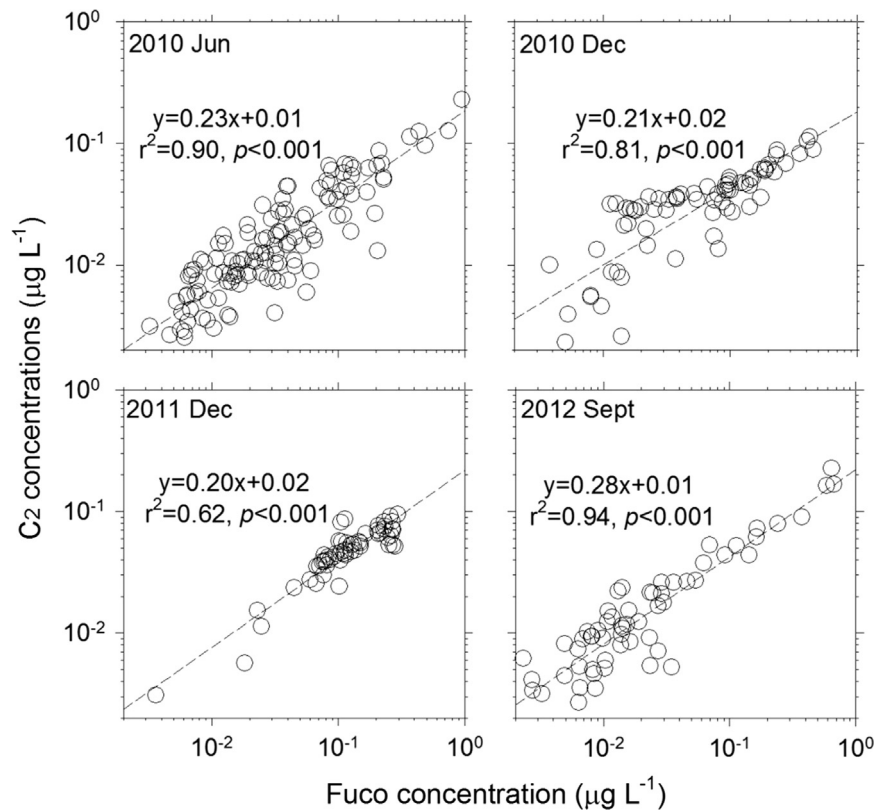 10⁰
2010 Jun
2010 Dec
y=0.23x+0.01
r²=0.90, p<0.001
y=0.21x+0.02
r²=0.81, p<0.001
10⁻¹
10⁻²
10⁰
2011 Dec
2012 Sept
y=0.20x+0.02
r²=0.62, p<0.001
y=0.28x+0.01
r²=0.94, p<0.001
10⁻¹
10⁻²
10⁻² 10⁻¹ 10⁰
10⁻² 10⁻¹ 10⁰
C₂ concentrations (µg L⁻¹)
Fuco concentration (µg L⁻¹)